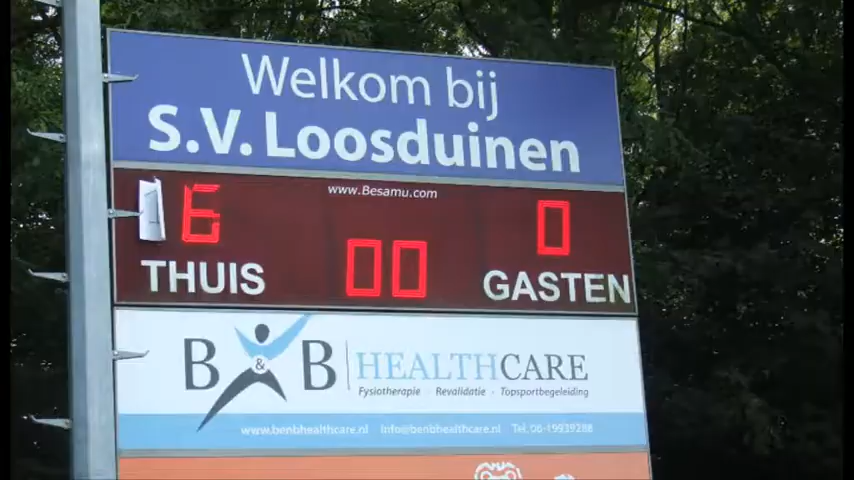 Welkom bij
S.V. Loosduinen
www.Besamu.com
1 6 0
THUIS 00 GASTEN
B & B HEALTHCARE
Fysiotherapie · Revalidatie · Topsportbegeleiding
www.benbhealthcare.nl info@benbhealthcare.nl Tel: 06-19939288